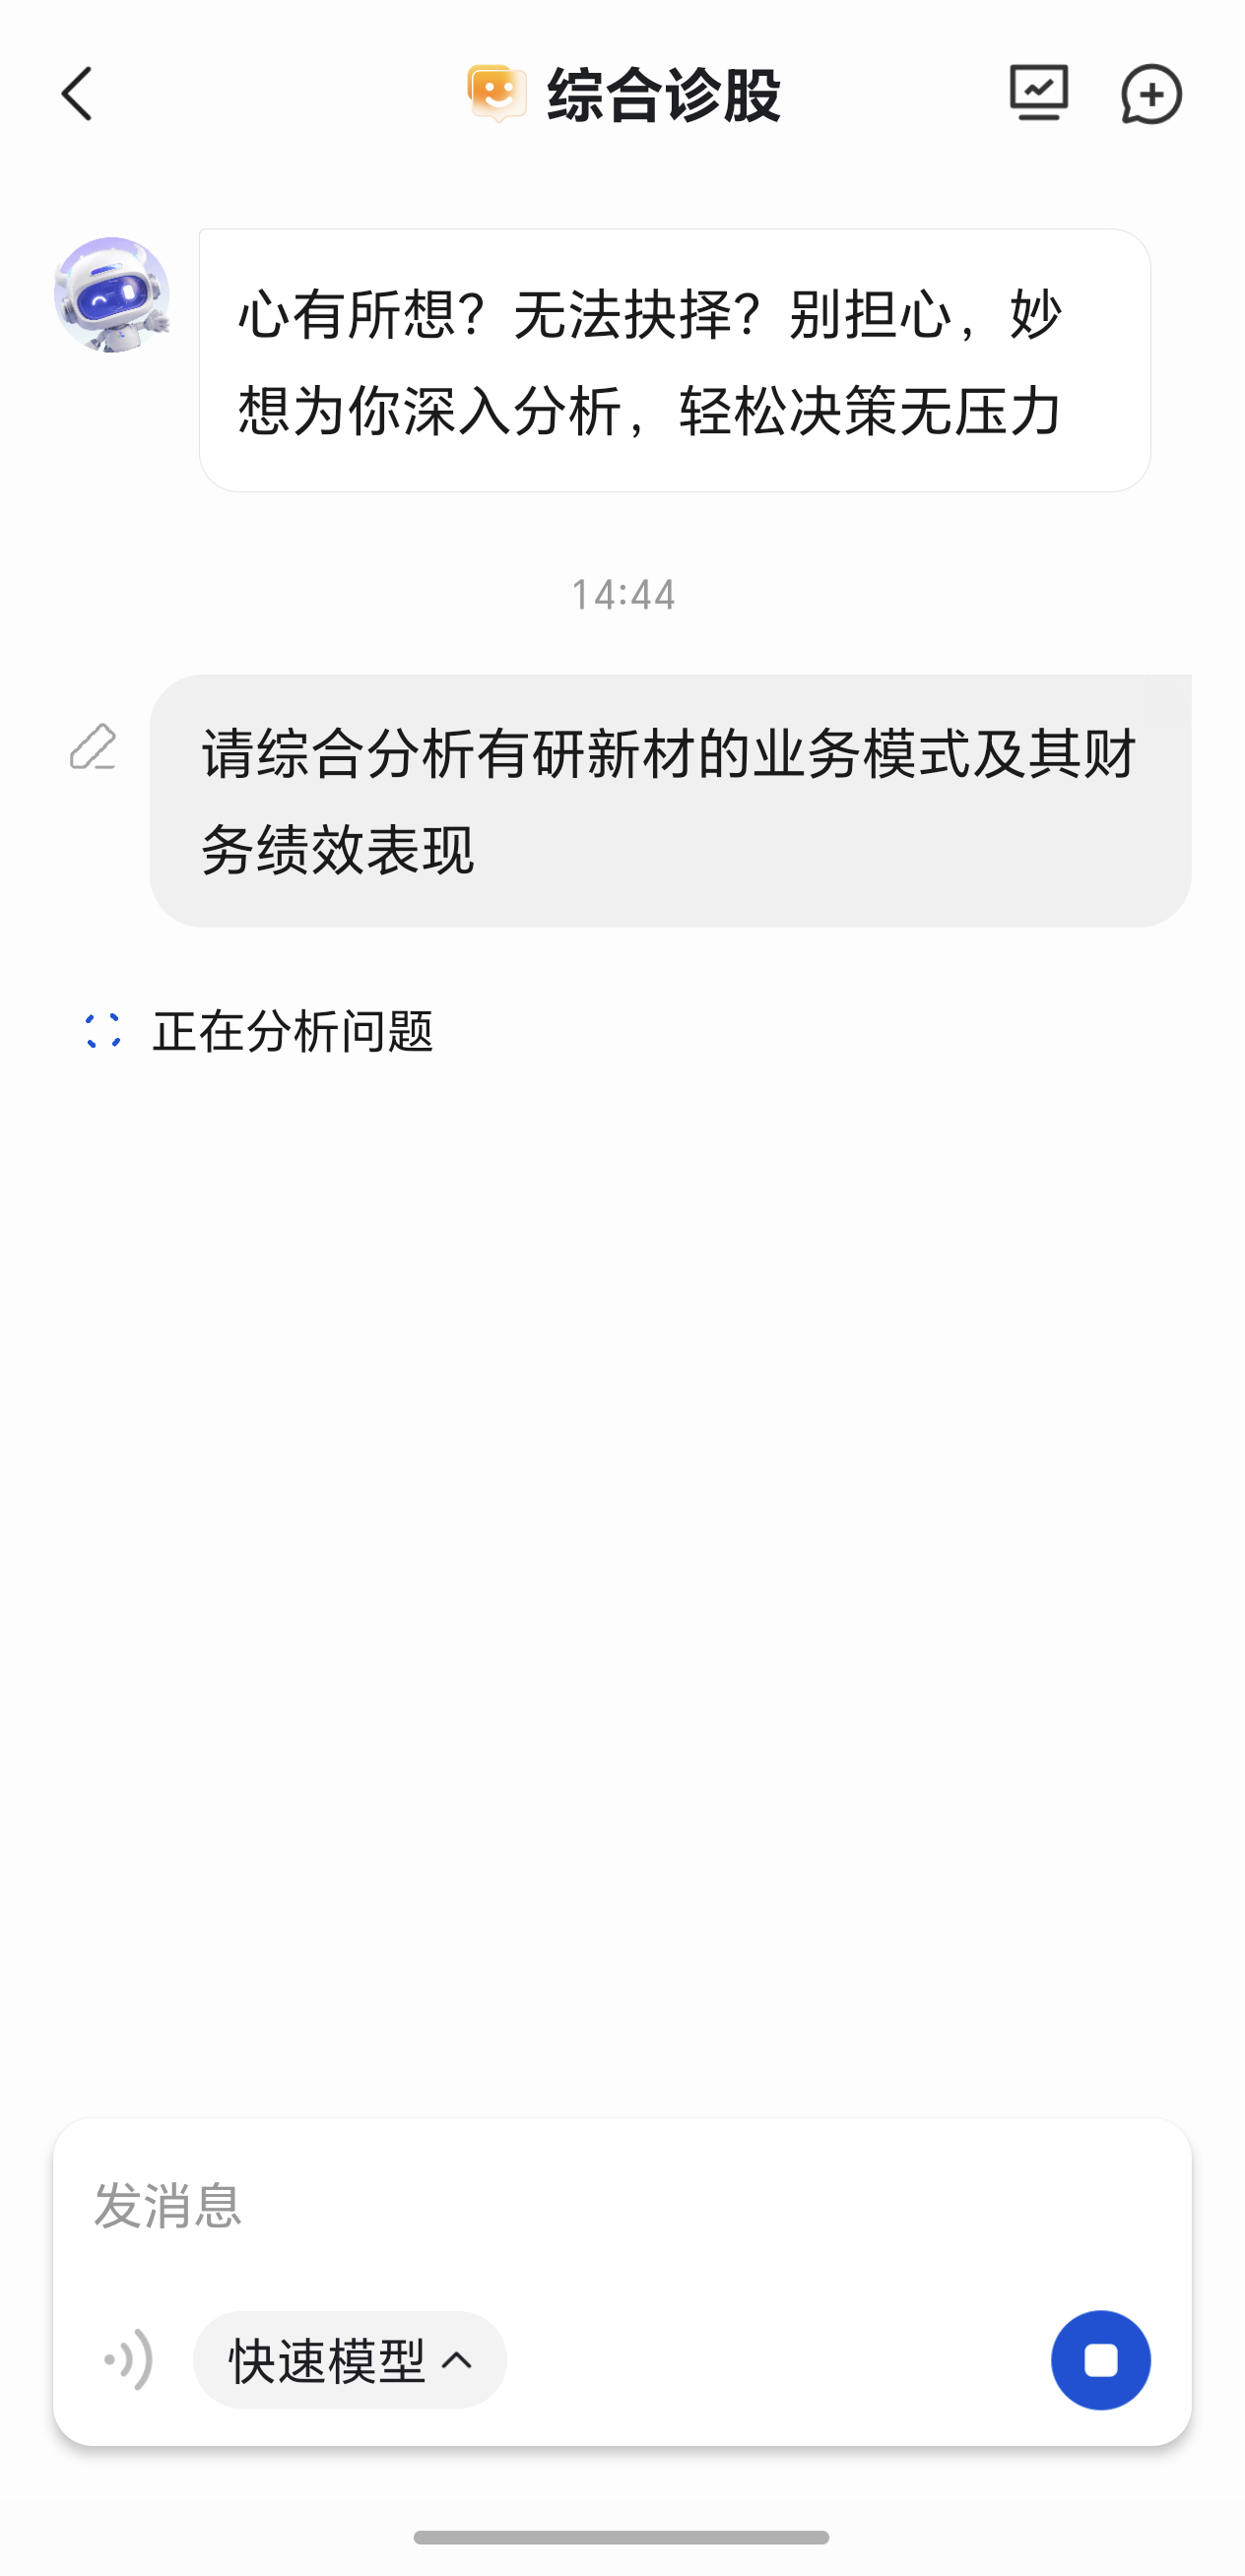 综合诊股
心有所想？无法抉择？别担心，妙
想为你深入分析，轻松决策无压力
14:44
请综合分析有研新材的业务模式及其财
务绩效表现
正在分析问题
发消息
快速模型